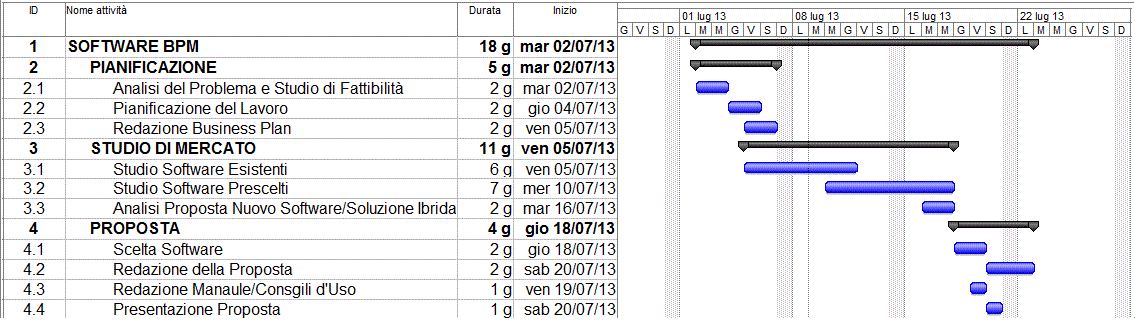 ID Nome attività Durata Inizio 01 lug 13 08 lug 13 15 lug 13 22 lug 13
G V S D L M M G V S D L M M G V S D L M M G V S D L M M G V S D
1 SOFTWARE BPM 18 g mar 02/07/13
2 PIANIFICAZIONE 5 g mar 02/07/13
2.1 Analisi del Problema e Studio di Fattibilità 2 g mar 02/07/13
2.2 Pianificazione del Lavoro 2 g gio 04/07/13
2.3 Redazione Business Plan 2 g ven 05/07/13
3 STUDIO DI MERCATO 11 g ven 05/07/13
3.1 Studio Software Esistenti 6 g ven 05/07/13
3.2 Studio Software Prescelti 7 g mer 10/07/13
3.3 Analisi Proposta Nuovo Software/Soluzione Ibrida 2 g mar 16/07/13
4 PROPOSTA 4 g gio 18/07/13
4.1 Scelta Software 2 g gio 18/07/13
4.2 Redazione della Proposta 2 g sab 20/07/13
4.3 Redazione Manaule/Consgili d'Uso 1 g ven 19/07/13
4.4 Presentazione Proposta 1 g sab 20/07/13